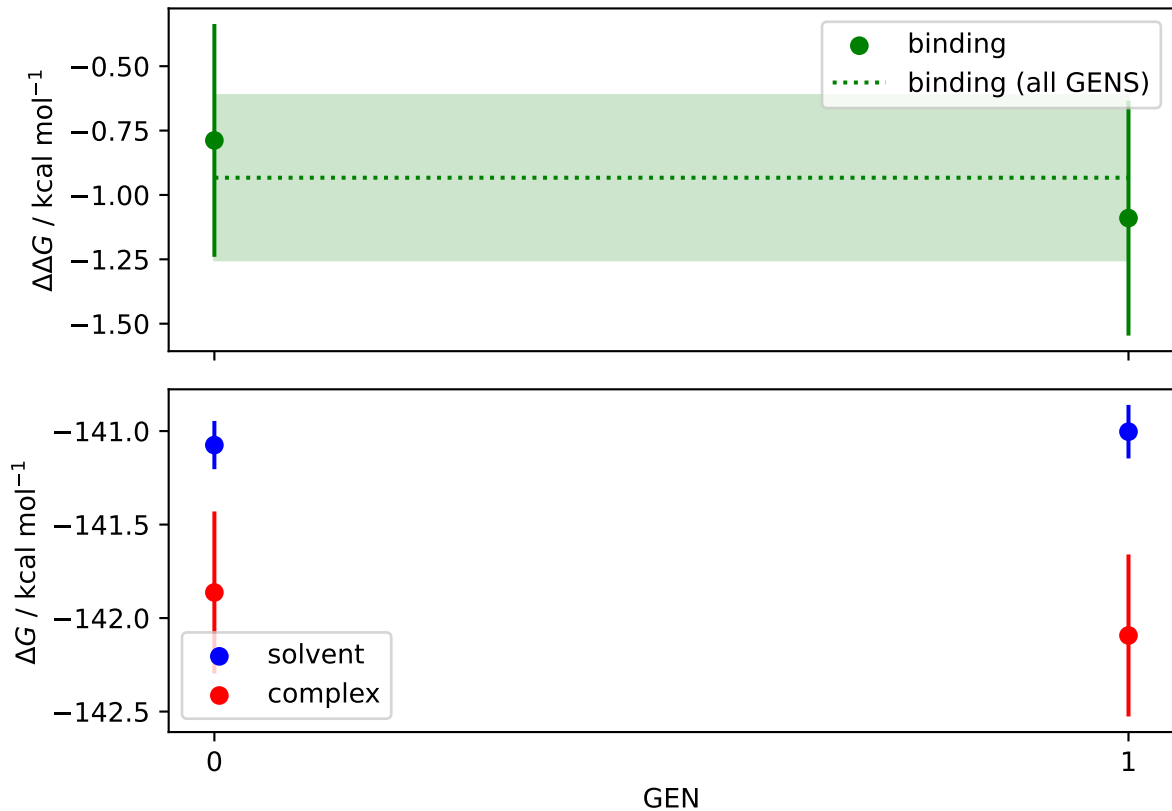 binding
binding (all GENS)
−0.50
−0.75
−1.00
−1.25
−1.50
ΔΔG / kcal mol⁻¹
−141.0
−141.5
−142.0
−142.5
ΔG / kcal mol⁻¹
solvent
complex
0 1
GEN